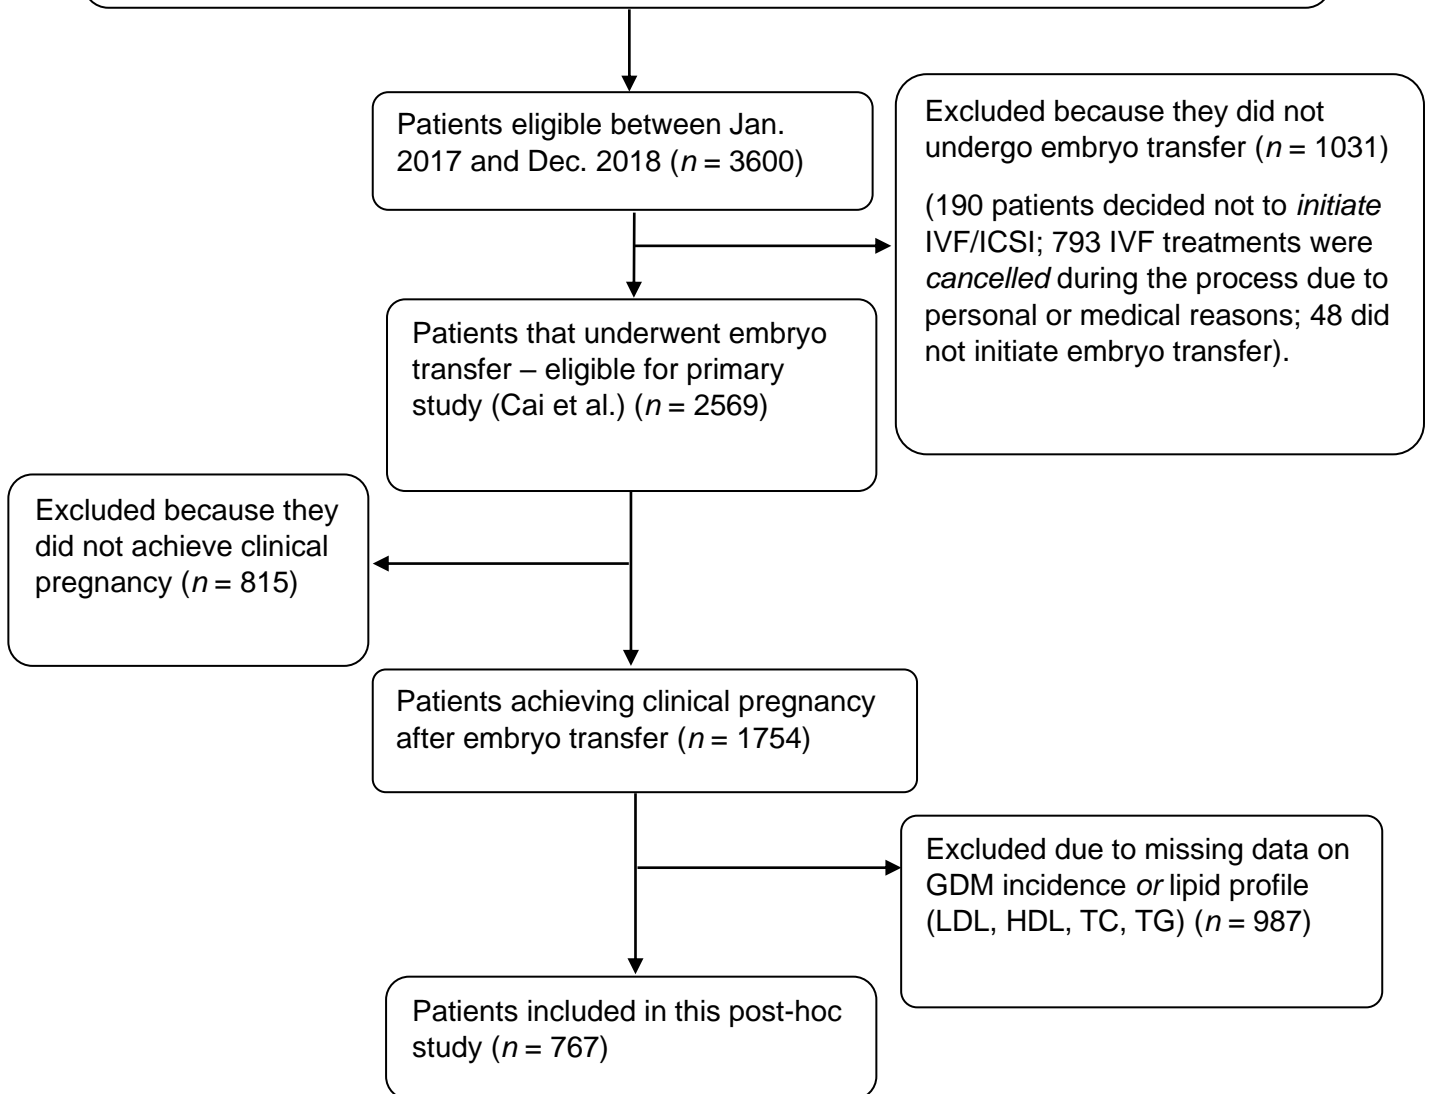 Patients eligible between Jan.
2017 and Dec. 2018 (n = 3600)
Excluded because they did not
undergo embryo transfer (n = 1031)
(190 patients decided not to initiate
IVF/ICSI; 793 IVF treatments were
cancelled during the process due to
personal or medical reasons; 48 did
not initiate embryo transfer).
Patients that underwent embryo
transfer – eligible for primary
study (Cai et al.) (n = 2569)
Excluded because they
did not achieve clinical
pregnancy (n = 815)
Patients achieving clinical pregnancy
after embryo transfer (n = 1754)
Excluded due to missing data on
GDM incidence or lipid profile
(LDL, HDL, TC, TG) (n = 987)
Patients included in this post-hoc
study (n = 767)